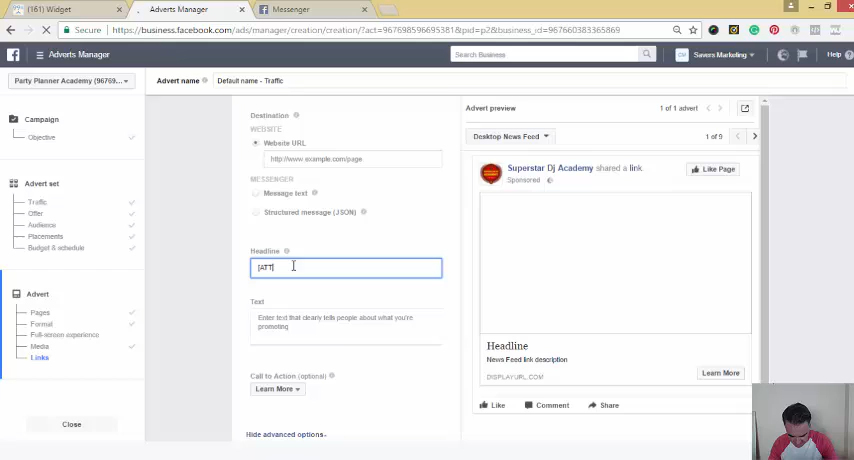 (161) Widget
Adverts Manager
Messenger
Secure
https://business.facebook.com/ads/manager/creation/creation/?act=967698596695381&pid=p2&business_id=967660383365869
Adverts Manager
Search Business
Savers Marketing
Help
Party Planner Academy (96769...
Advert name
Default name - Traffic
Campaign
Objective
Advert set
Traffic
Offer
Audience
Placements
Budget & schedule
Advert
Pages
Format
Full-screen experience
Media
Links
Close
Destination
WEBSITE
Website URL
http://www.example.com/page
MESSENGER
Message text
Structured message (JSON)
Headline
[ATT
Text
Enter text that clearly tells people about what you're
promoting
Call to Action (optional)
Learn More
Hide advanced options
Advert preview
1 of 1 advert
Desktop News Feed
1 of 9
Superstar Dj Academy shared a link.
Sponsored
Like Page
Headline
News Feed link description
DISPLAYURL.COM
Learn More
Like
Comment
Share